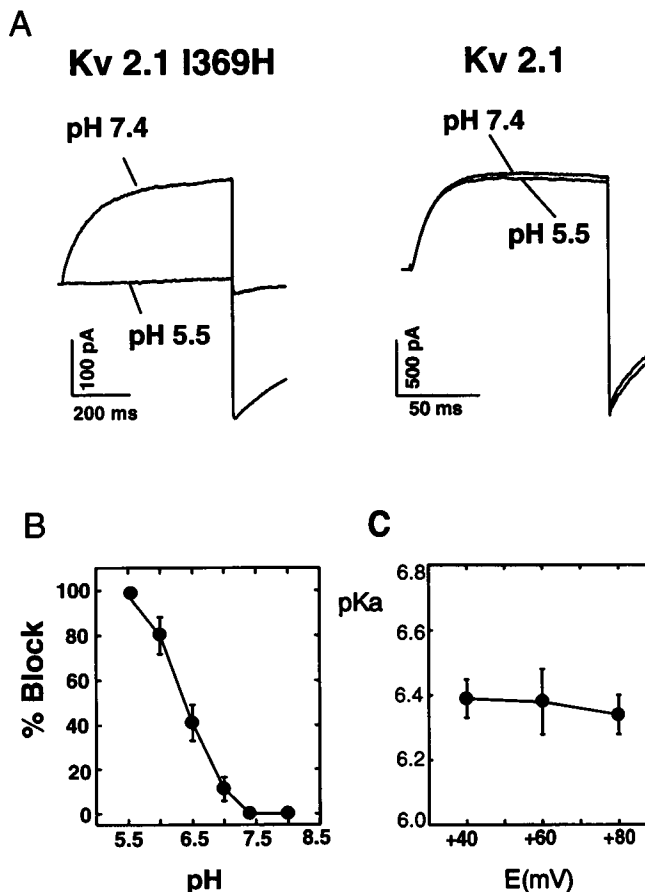 A
Kv 2.1 I369H
Kv 2.1
pH 7.4
pH 5.5
100 pA
200 ms
pH 7.4
pH 5.5
500 pA
50 ms
B
% Block
100
80
60
40
20
0
5.5 6.5 7.5 8.5
pH
C
pKa
6.8
6.6
6.4
6.2
6.0
+40 +60 +80
E(mV)